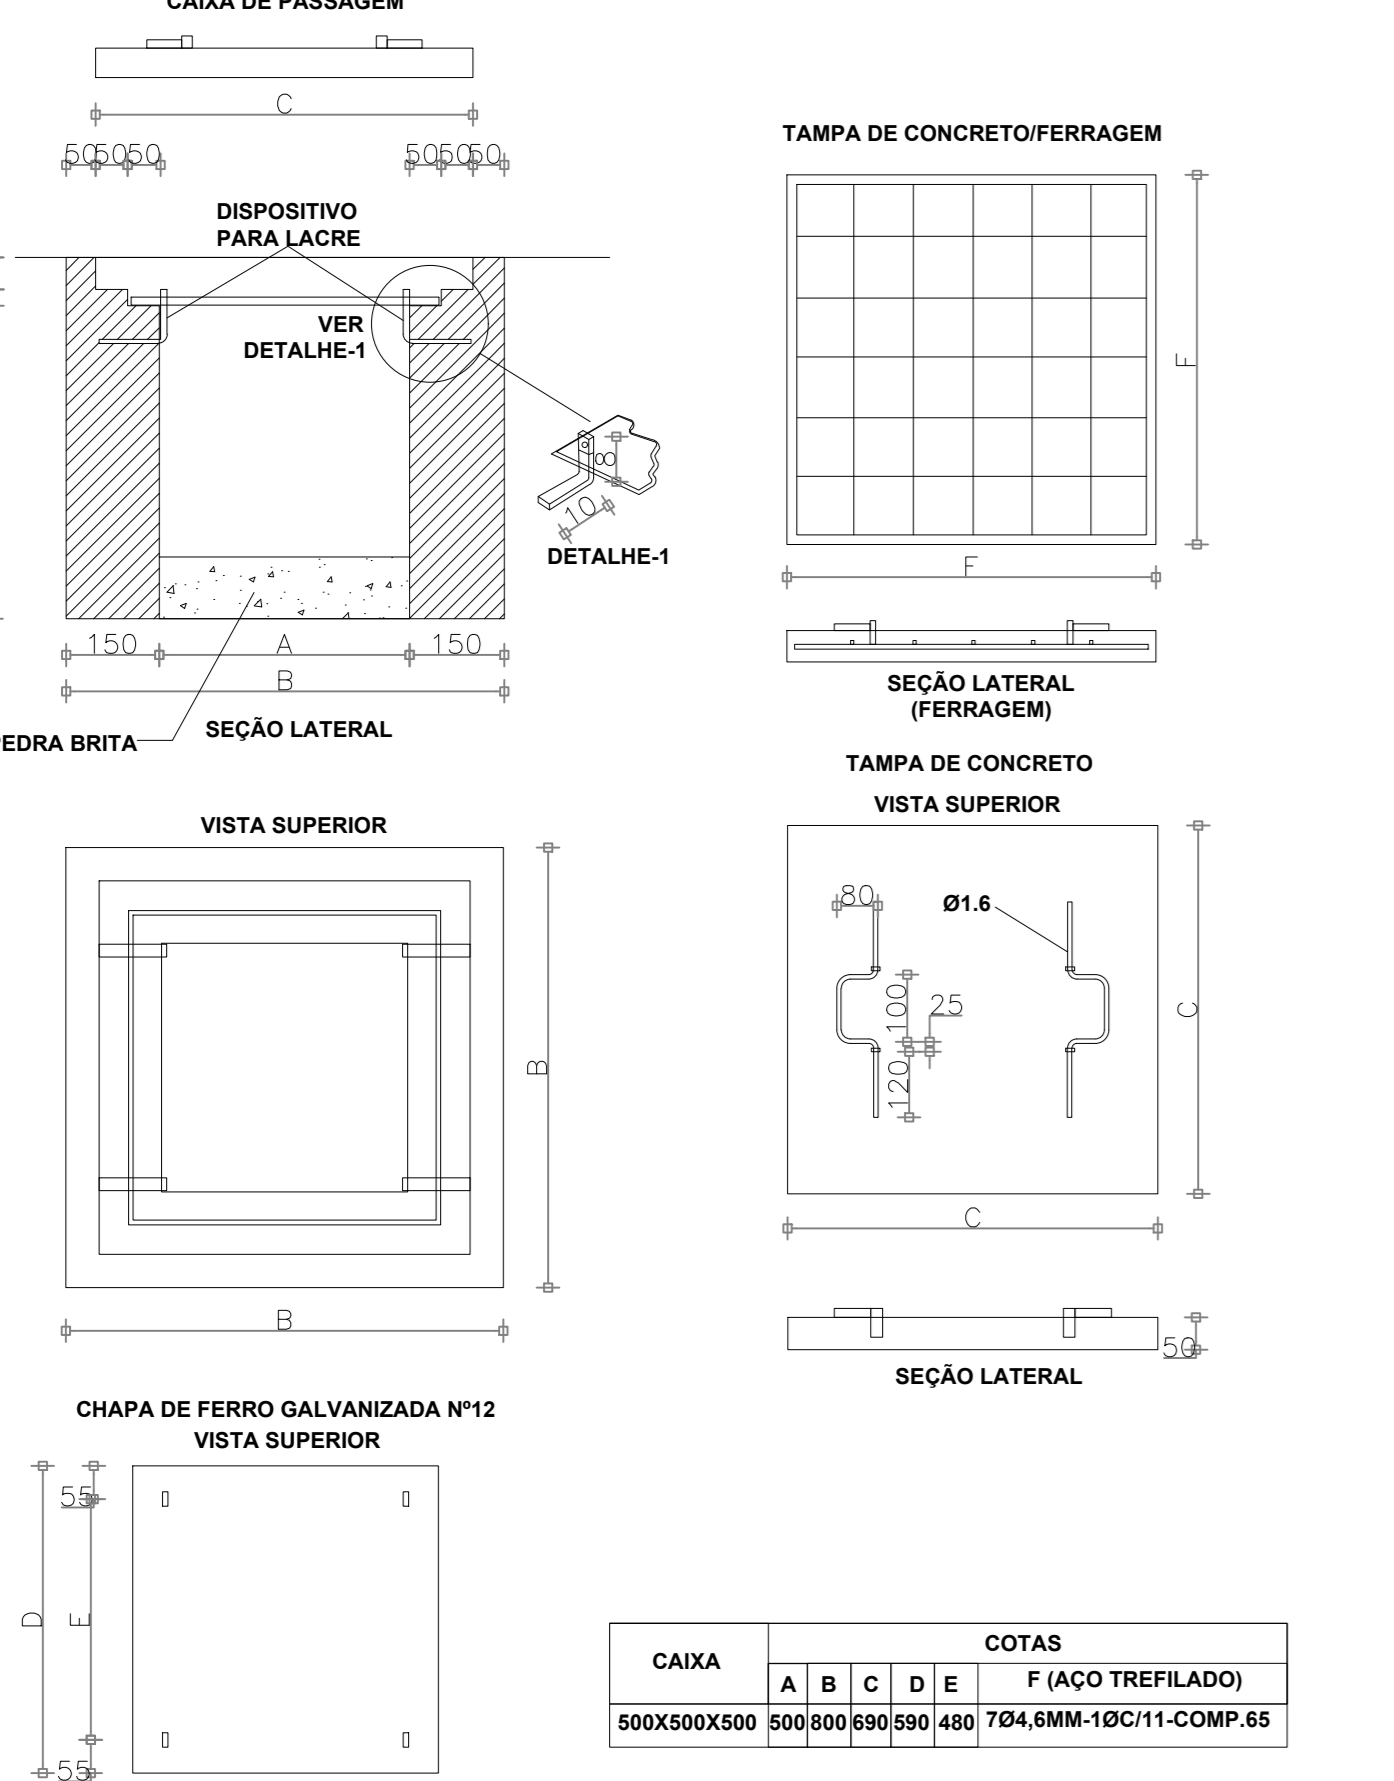 CAIXA DE PASSAGEM
C
50 50 50
50 50 50
DISPOSITIVO
PARA LACRE
VER
DETALHE-1
8
10
DETALHE-1
150 A 150
B
SEÇÃO LATERAL
PEDRA BRITA
TAMPA DE CONCRETO/FERRAGEM
F
F
SEÇÃO LATERAL
(FERRAGEM)
TAMPA DE CONCRETO
VISTA SUPERIOR
80
Ø1.6
100
25
120
C
C
50
SEÇÃO LATERAL
VISTA SUPERIOR
B
B
CHAPA DE FERRO GALVANIZADA Nº12
VISTA SUPERIOR
55
D
E
55
CAIXA
COTAS
A B C D E F (AÇO TREFILADO)
500X500X500 500 800 690 590 480 7Ø4,6MM-1ØC/11-COMP.65